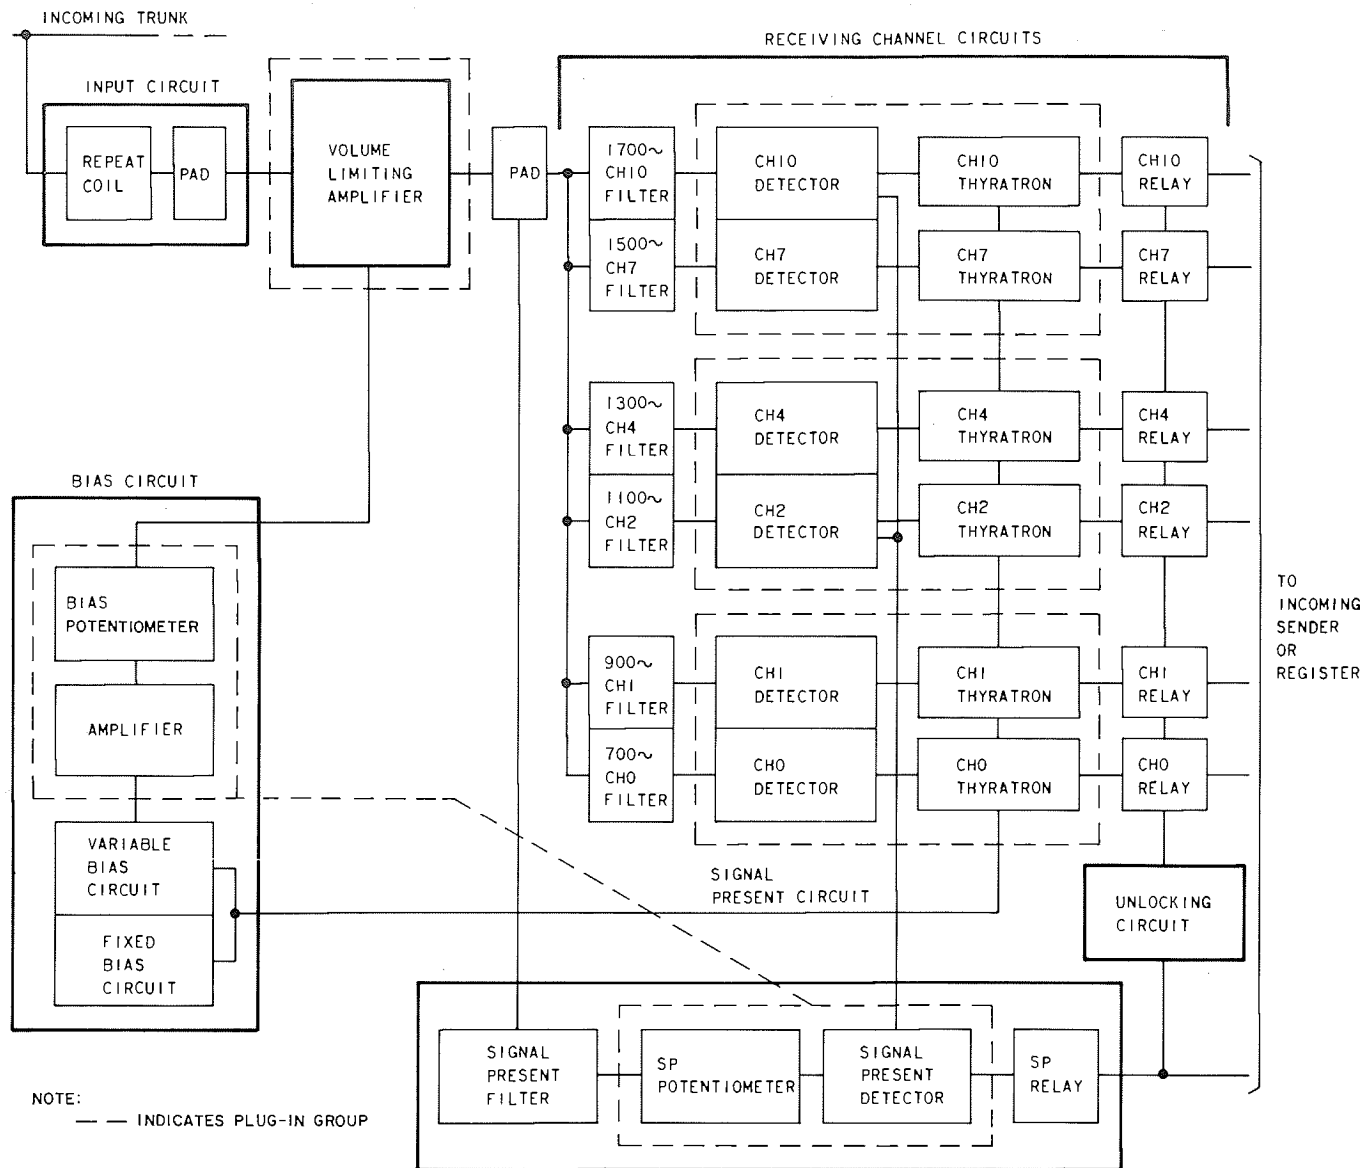 INCOMING TRUNK
RECEIVING CHANNEL CIRCUITS
INPUT CIRCUIT
REPEAT
COIL
PAD
VOLUME
LIMITING
AMPLIFIER
PAD
1700~
CH10
FILTER
CH10
DETECTOR
CH10
THYRATRON
CH10
RELAY
1500~
CH7
FILTER
CH7
DETECTOR
CH7
THYRATRON
CH7
RELAY
1300~
CH4
FILTER
CH4
DETECTOR
CH4
THYRATRON
CH4
RELAY
1100~
CH2
FILTER
CH2
DETECTOR
CH2
THYRATRON
CH2
RELAY
900~
CH1
FILTER
CH1
DETECTOR
CH1
THYRATRON
CH1
RELAY
700~
CH0
FILTER
CH0
DETECTOR
CH0
THYRATRON
CH0
RELAY
TO
INCOMING
SENDER
OR
REGISTER
BIAS CIRCUIT
BIAS
POTENTIOMETER
AMPLIFIER
VARIABLE
BIAS
CIRCUIT
FIXED
BIAS
CIRCUIT
SIGNAL
PRESENT CIRCUIT
UNLOCKING
CIRCUIT
SIGNAL
PRESENT
FILTER
SP
POTENTIOMETER
SIGNAL
PRESENT
DETECTOR
SP
RELAY
NOTE:
— — INDICATES PLUG-IN GROUP